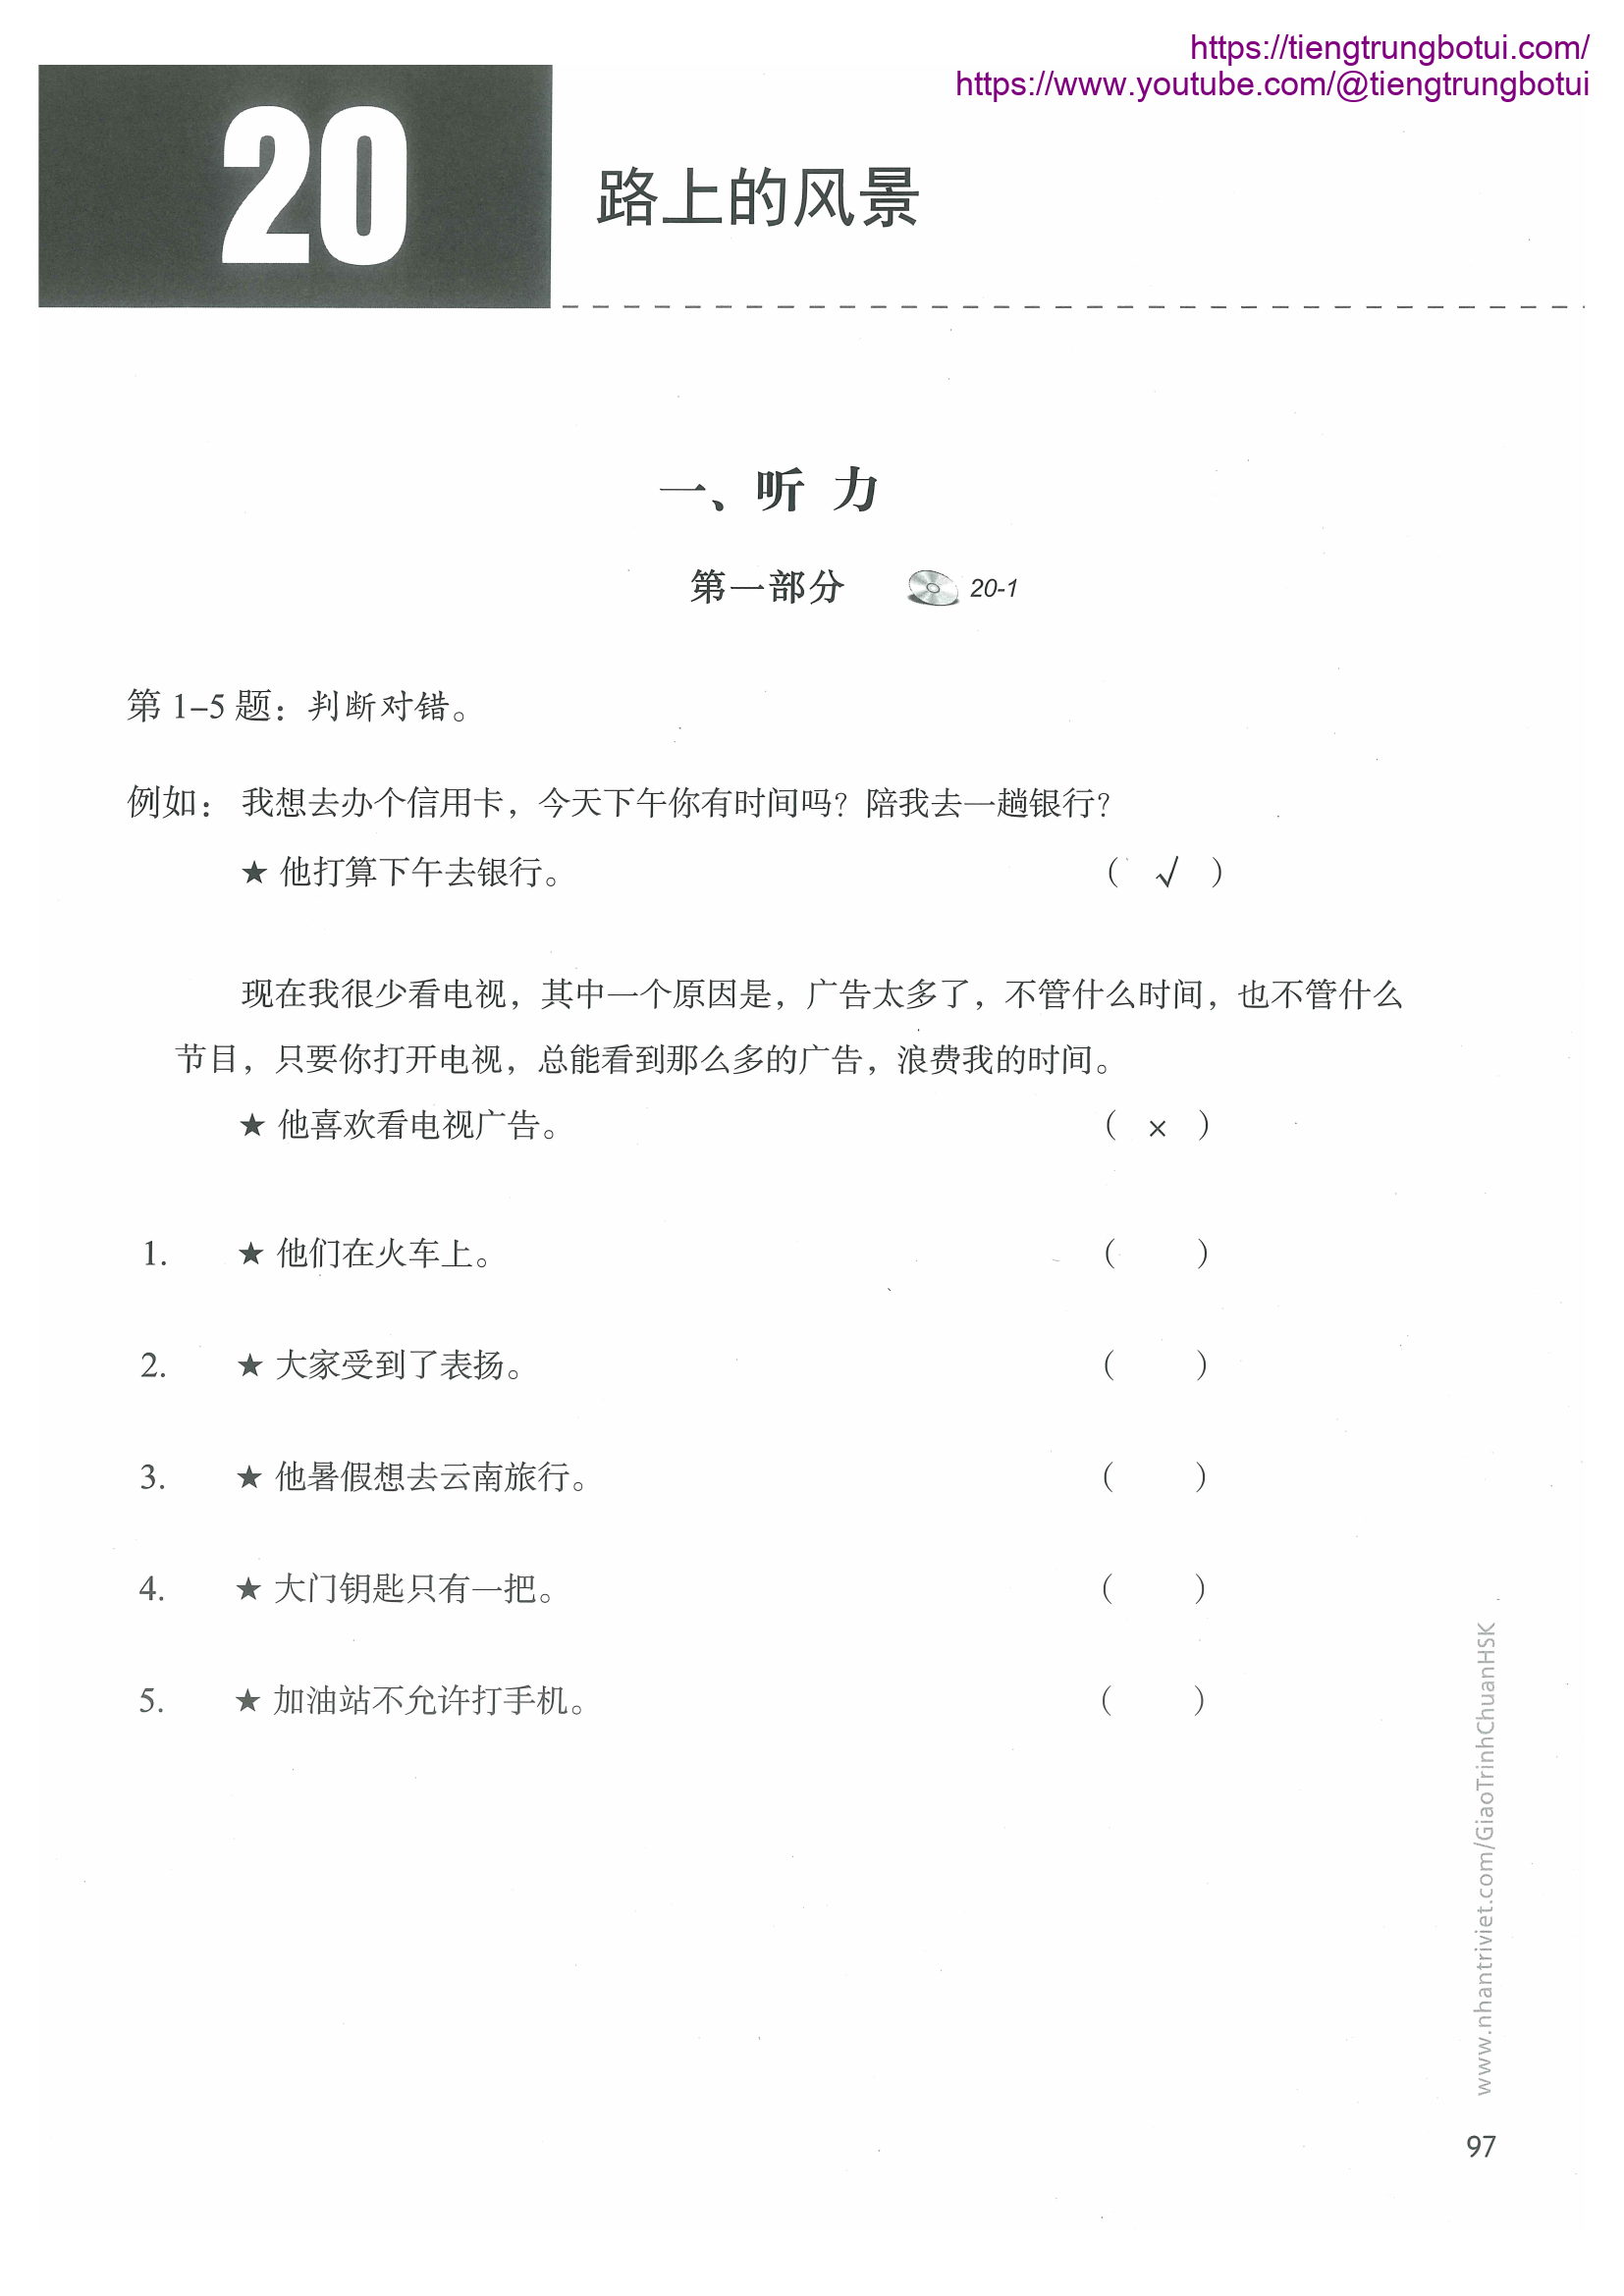 https://tiengtrungbotui.com/
https://www.youtube.com/@tiengtrungbotui
20
路上的风景
一、听 力
第一部分 20-1
第 1–5 题：判断对错。
例如：我想去办个信用卡，今天下午你有时间吗？陪我去一趟银行？
★ 他打算下午去银行。 （ √ ）
现在我很少看电视，其中一个原因是，广告太多了，不管什么时间，也不管什么
节目，只要你打开电视，总能看到那么多的广告，浪费我的时间。
★ 他喜欢看电视广告。 （ × ）
1. ★ 他们在火车上。 （ ）
2. ★ 大家受到了表扬。 （ ）
3. ★ 他暑假想去云南旅行。 （ ）
4. ★ 大门钥匙只有一把。 （ ）
5. ★ 加油站不允许打手机。 （ ）
www.nhantriviet.com/GiaoTrinhChuanHSK
97